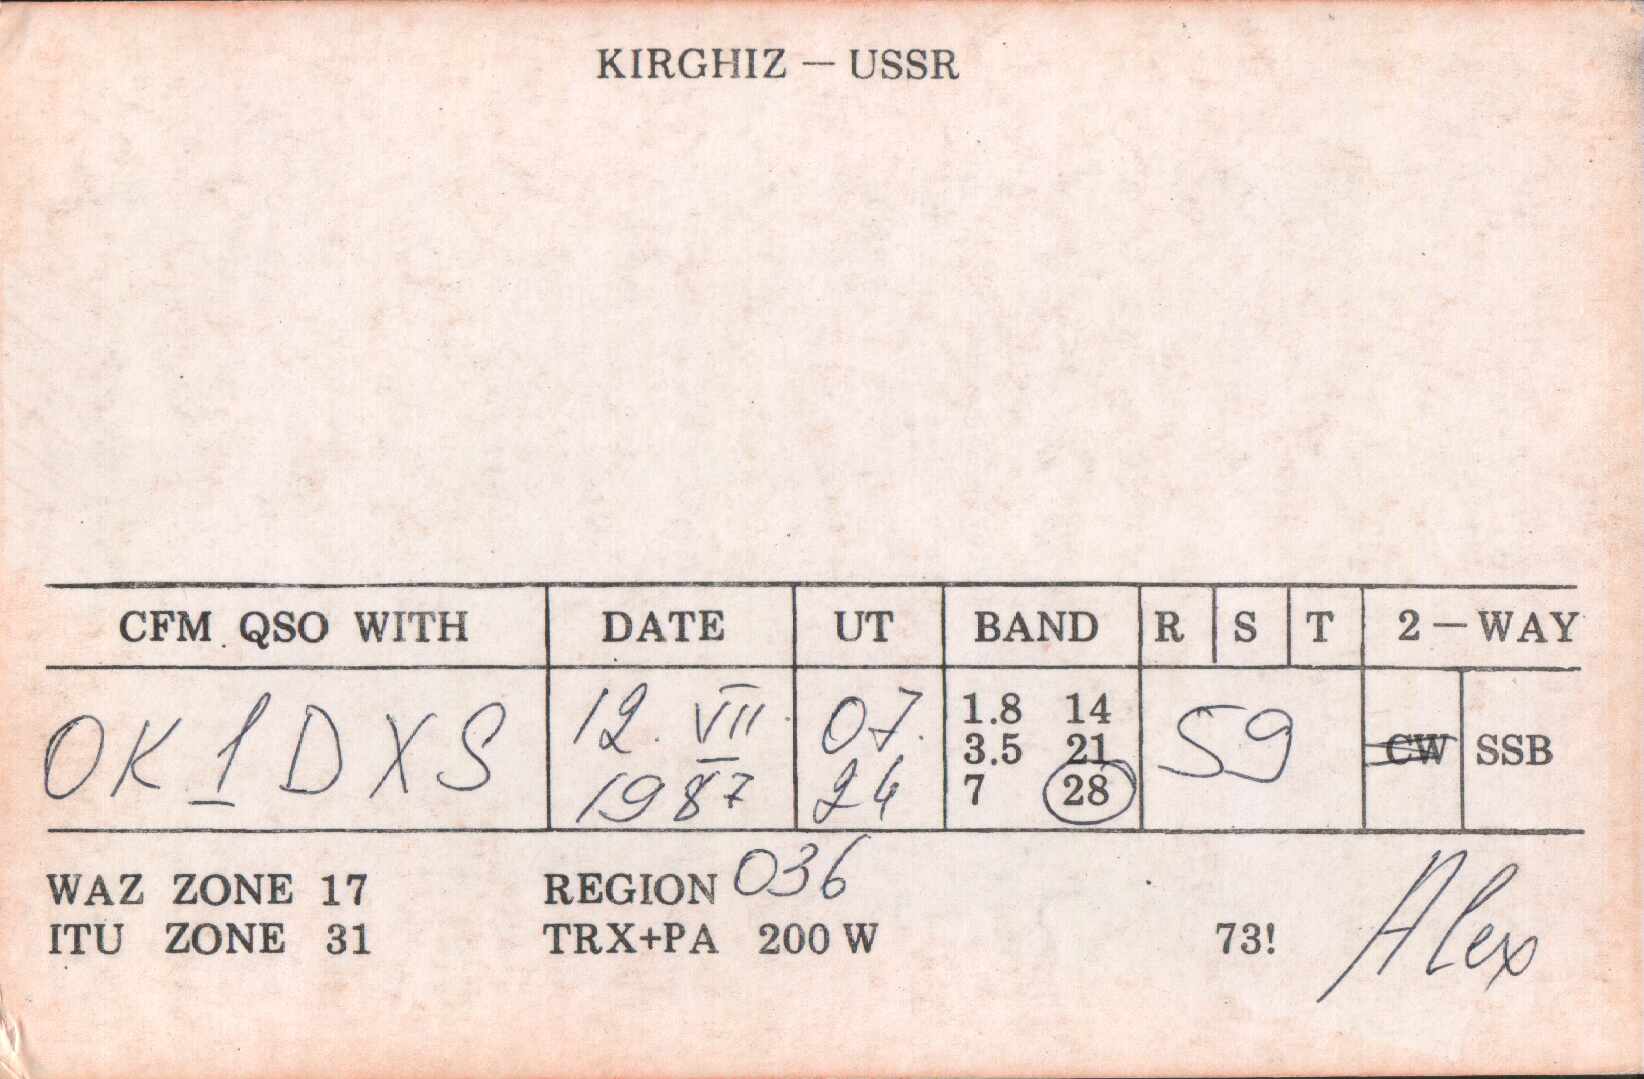 KIRGHIZ — USSR
CFM QSO WITH DATE UT BAND R S T 2 — WAY
OK1DXS 12. VII. 1987 07. 24 59 CW SSB
1.8 14
3.5 21
7 28
WAZ ZONE 17 REGION 036
ITU ZONE 31 TRX+PA 200 W 73! Alex